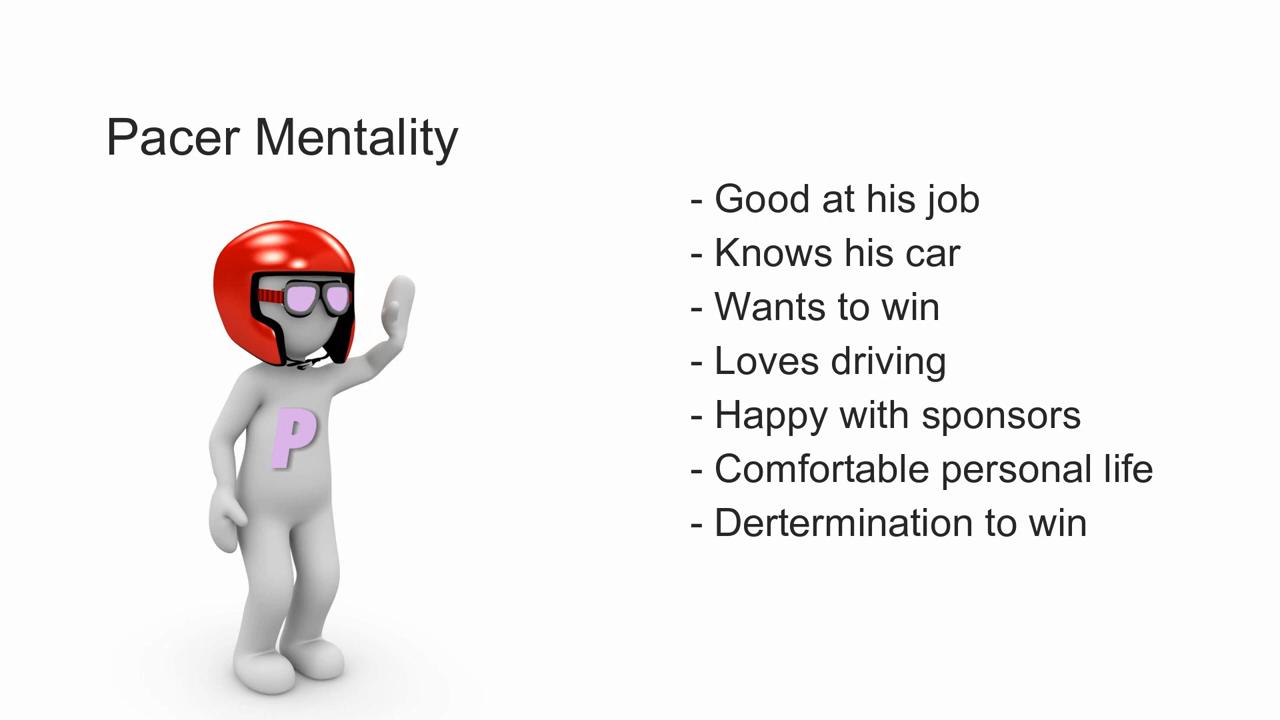 Pacer Mentality
- Good at his job
- Knows his car
- Wants to win
- Loves driving
- Happy with sponsors
- Comfortable personal life
- Dertermination to win
P